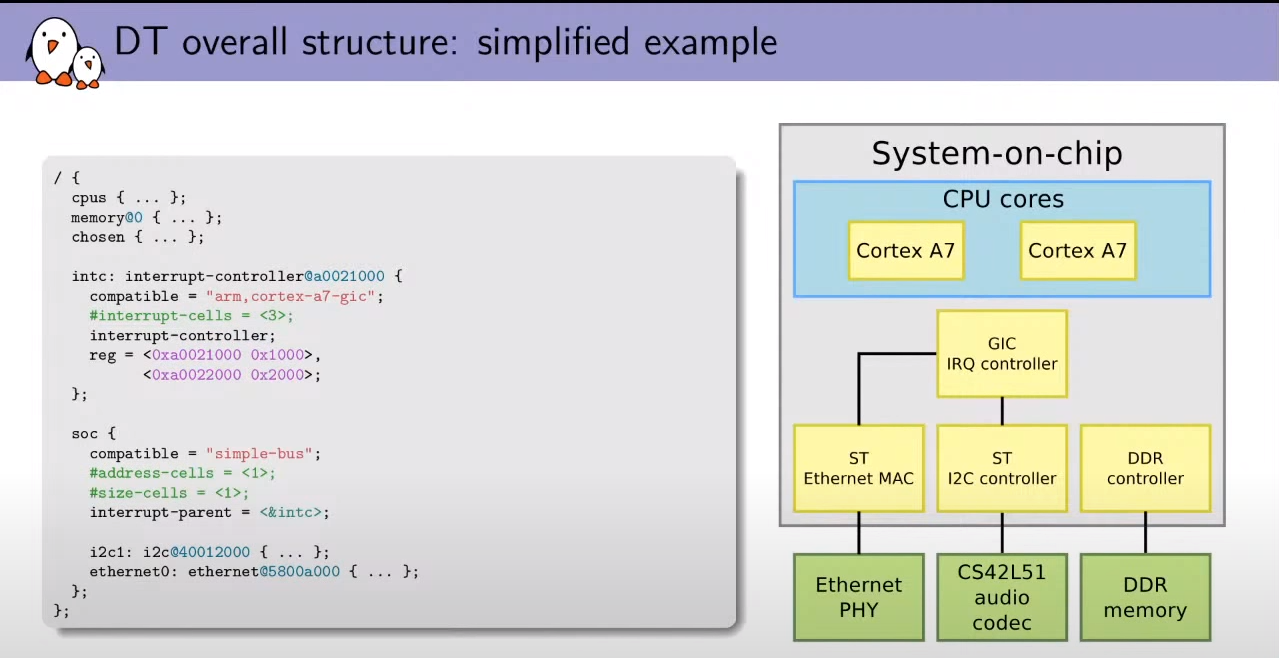 DT overall structure: simplified example
/ {
cpus { ... };
memory@0 { ... };
chosen { ... };
intc: interrupt-controller@a0021000 {
compatible = "arm,cortex-a7-gic";
#interrupt-cells = <3>;
interrupt-controller;
reg = <0xa0021000 0x1000>,
<0xa0022000 0x2000>;
};
soc {
compatible = "simple-bus";
#address-cells = <1>;
#size-cells = <1>;
interrupt-parent = <&intc>;
i2c1: i2c@40012000 { ... };
ethernet0: ethernet@5800a000 { ... };
};
};
System-on-chip
CPU cores
Cortex A7
Cortex A7
GIC
IRQ controller
ST
Ethernet MAC
ST
I2C controller
DDR
controller
Ethernet
PHY
CS42L51
audio
codec
DDR
memory